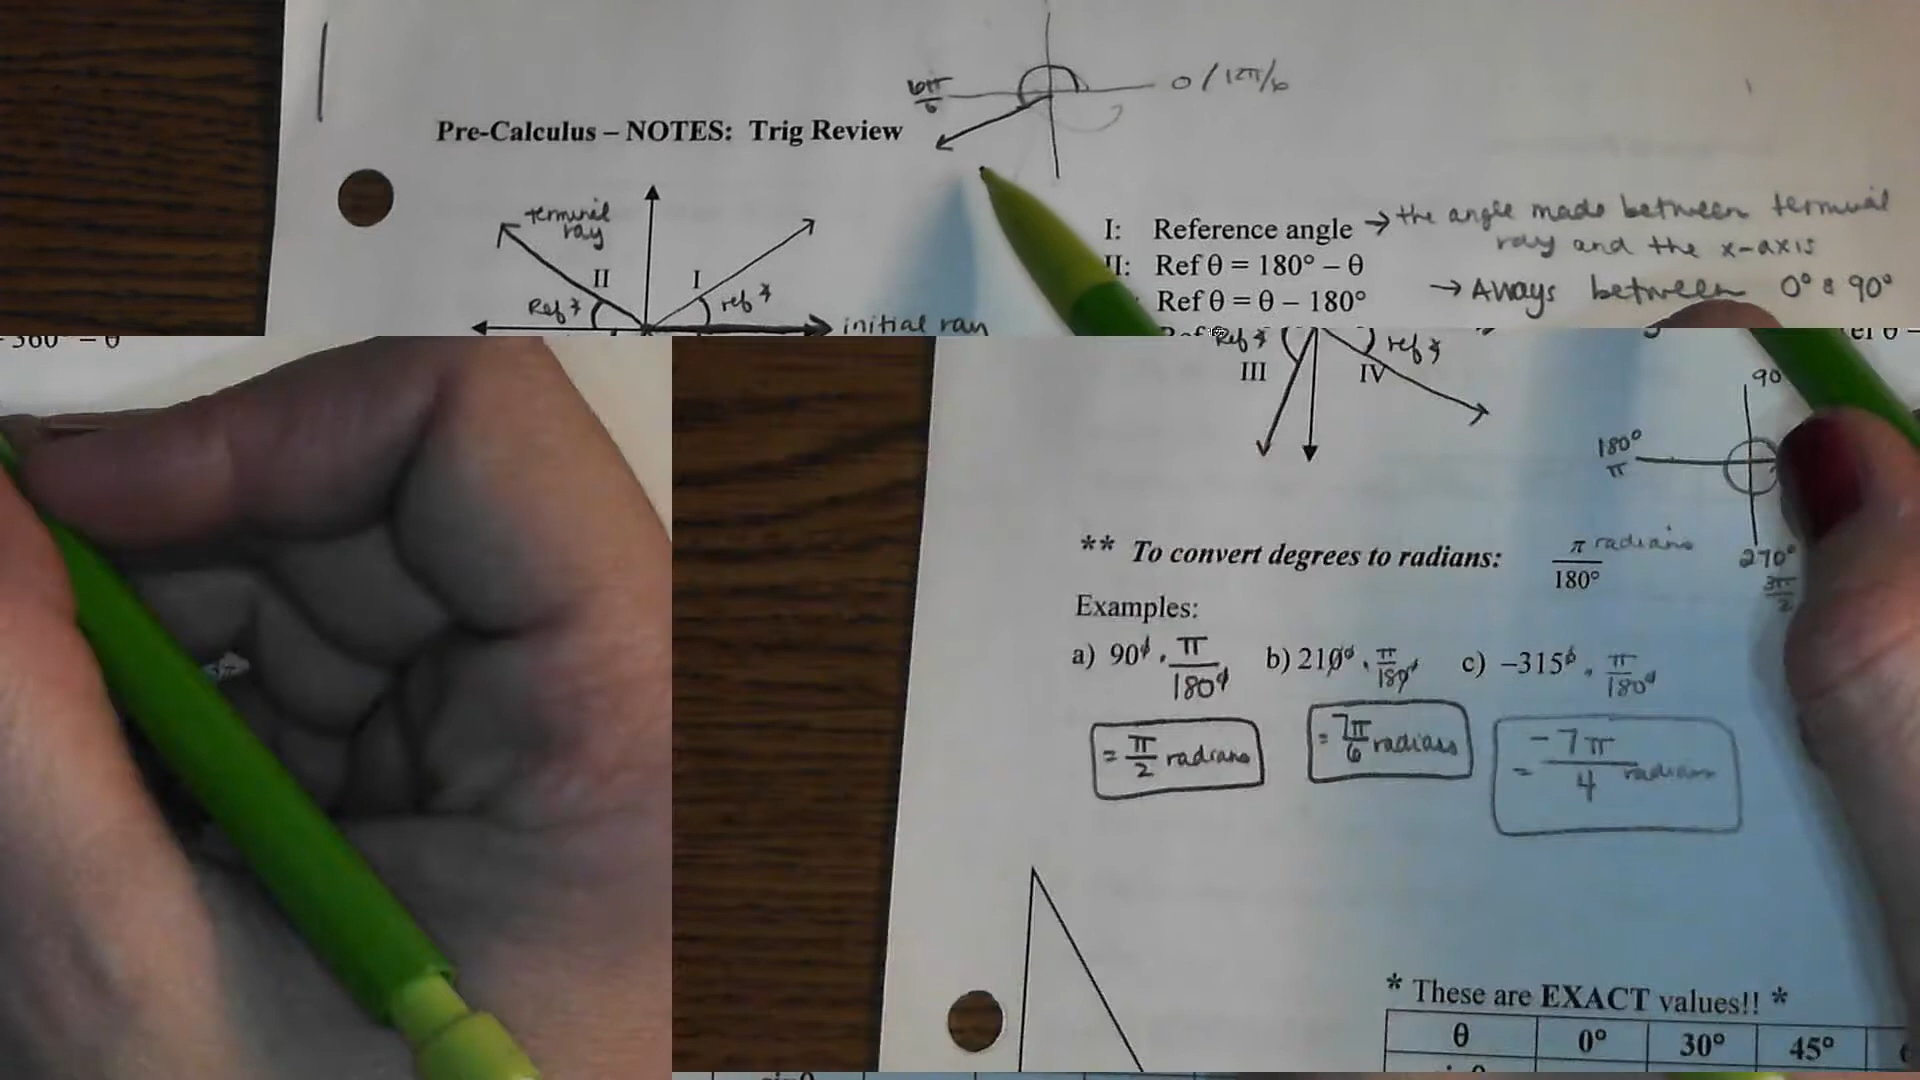 6π/6
0 / 12π/6
Pre-Calculus – NOTES: Trig Review
terminal ray
II
I
Ref ∠
ref ∠
initial ray
I: Reference angle → the angle made between terminal
ray and the x-axis
II: Ref θ = 180° – θ
Ref θ = θ – 180°
→ Always between 0° & 90°
360° – θ
Ref ∠
ref ∠
III
IV
90
180°
π
270°
3π/2
** To convert degrees to radians: π radians / 180°
Examples:
a) 90° · π/180° b) 210° · π/180° c) –315° · π/180°
= π/2 radians
= 7π/6 radians
= -7π/4 radians
* These are EXACT values!! *
θ 0° 30° 45°